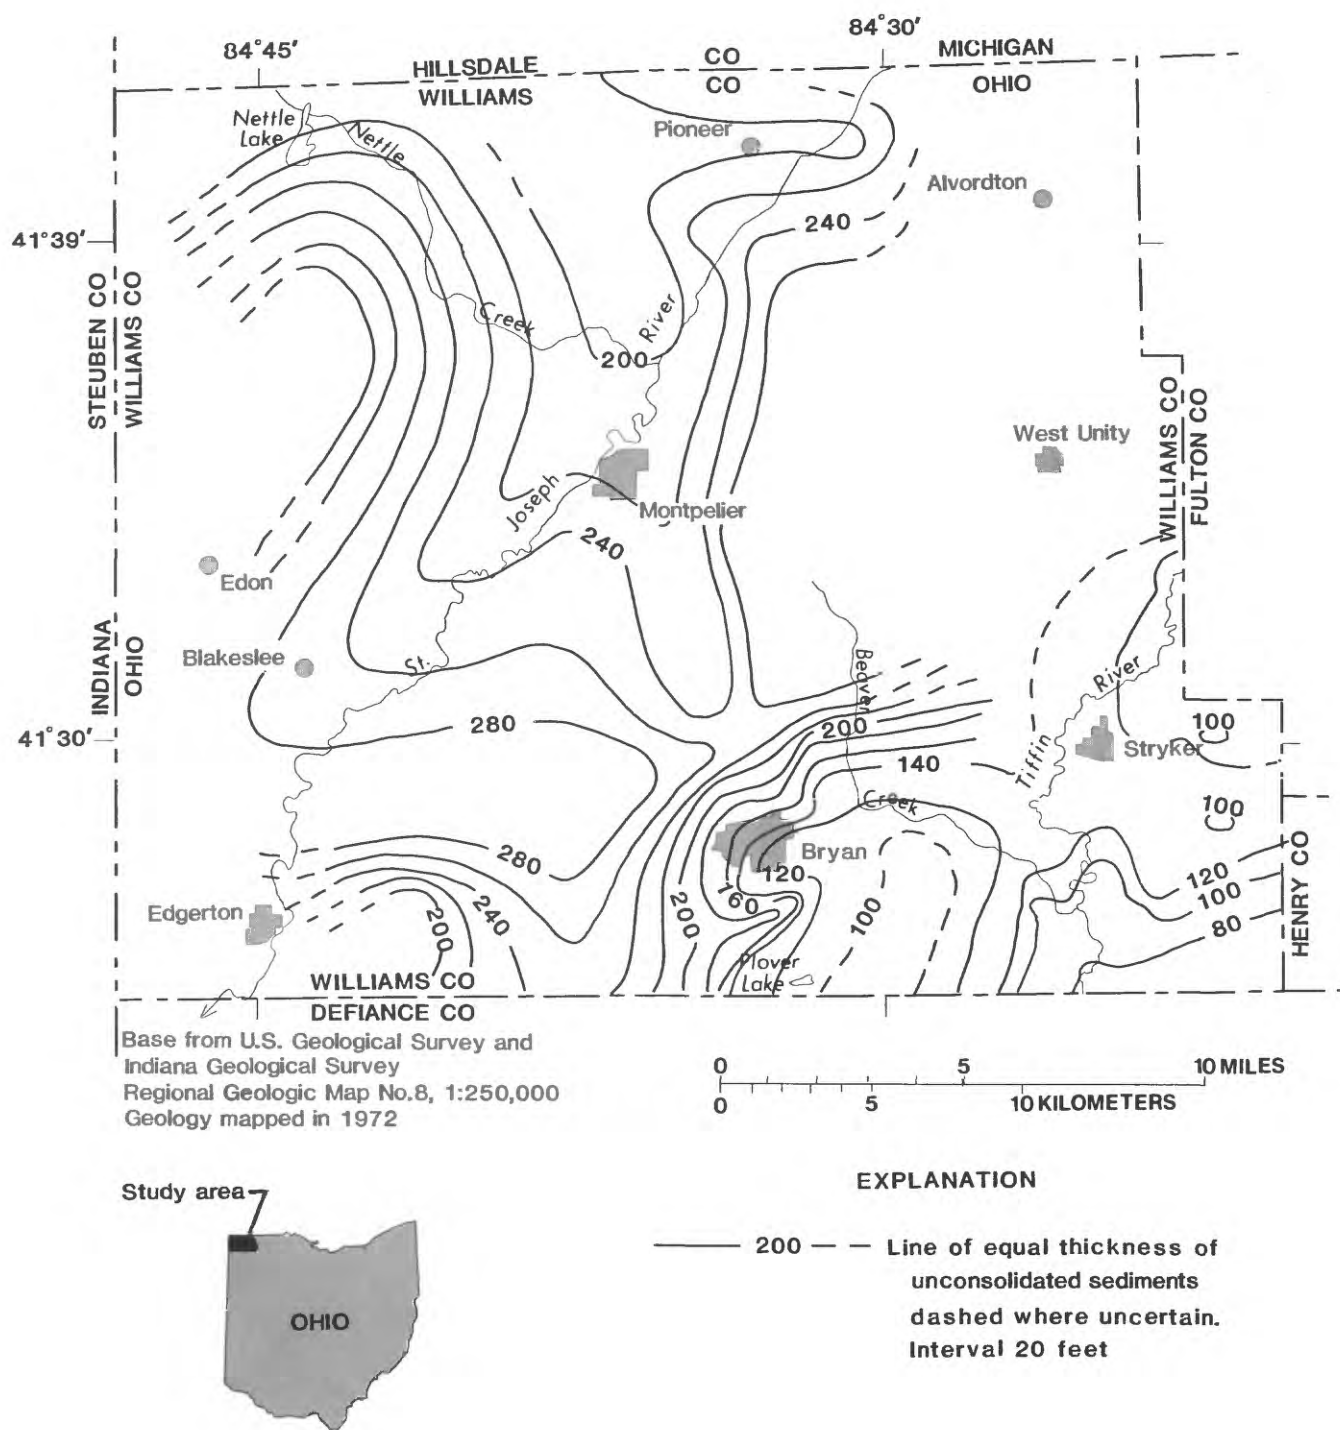 84°45'
84°30'
HILLSDALE CO MICHIGAN
WILLIAMS CO OHIO
Nettle
Lake
Nettle
Creek
Pioneer
Alvordton
41°39'
240
River
200
STEUBEN CO
WILLIAMS CO
WILLIAMS CO
FULTON CO
West Unity
Joseph
Montpelier
240
Edon
INDIANA
OHIO
Blakeslee
St.
Beaver
River
Tiffin
280
200
100
41°30'
Stryker
140
Creek
100
280
Bryan
120
120
160
100
Edgerton
200
240
200
100
80
HENRY CO
Plover
Lake
WILLIAMS CO
DEFIANCE CO
Base from U.S. Geological Survey and
Indiana Geological Survey
Regional Geologic Map No.8, 1:250,000
Geology mapped in 1972
0 5 10 MILES
0 5 10 KILOMETERS
Study area
OHIO
EXPLANATION
200 Line of equal thickness of
unconsolidated sediments
dashed where uncertain.
Interval 20 feet